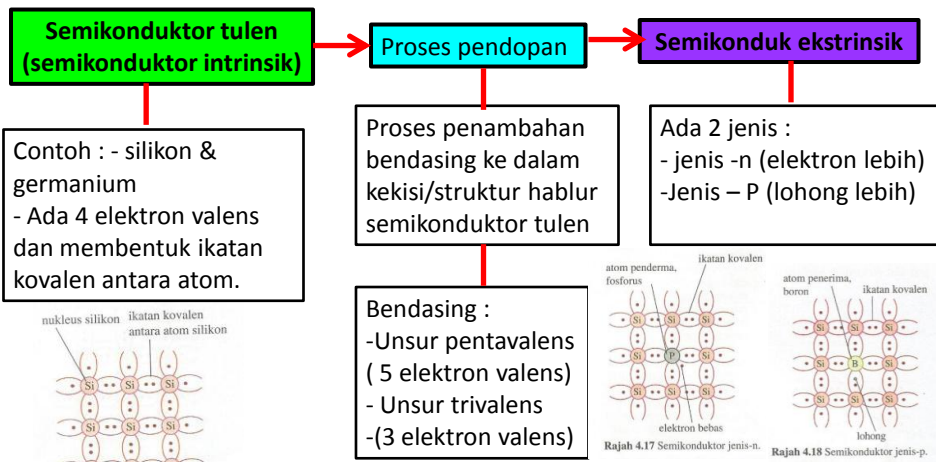 Semikonduktor tulen
(semikonduktor intrinsik)
Proses pendopan
Semikonduk ekstrinsik
Contoh : - silikon &
germanium
- Ada 4 elektron valens
dan membentuk ikatan
kovalen antara atom.
Proses penambahan
bendasing ke dalam
kekisi/struktur hablur
semikonduktor tulen
Ada 2 jenis :
- jenis -n (elektron lebih)
-Jenis – P (lohong lebih)
Bendasing :
-Unsur pentavalens
( 5 elektron valens)
- Unsur trivalens
-(3 elektron valens)
nukleus silikon
ikatan kovalen
antara atom silikon
Si Si Si
Si Si Si
atom penderma,
fosforus
ikatan kovalen
Si Si Si
Si P Si
Si Si Si
elektron bebas
Rajah 4.17 Semikonduktor jenis-n.
atom penerima,
boron
ikatan kovalen
Si Si Si
Si B Si
Si Si Si
lohong
Rajah 4.18 Semikonduktor jenis-p.